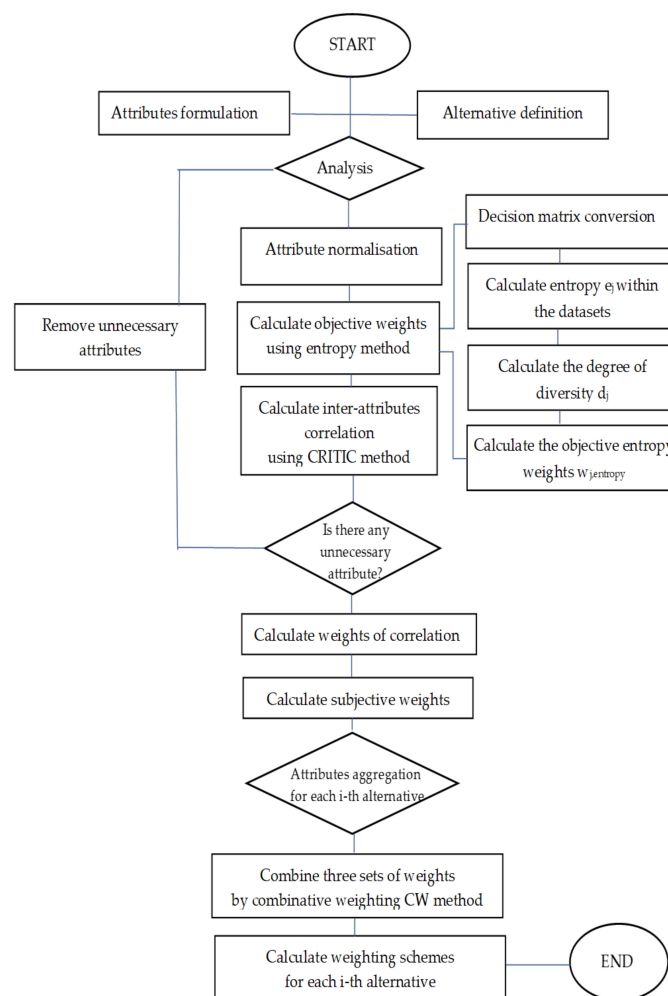 START
Attributes formulation
Alternative definition
Analysis
Decision matrix conversion
Attribute normalisation
Calculate entropy ej within
the datasets
Remove unnecessary
attributes
Calculate objective weights
using entropy method
Calculate the degree of
diversity dj
Calculate inter-attributes
correlation
using CRITIC method
Calculate the objective entropy
weights wj,entropy
Is there any
unnecessary
attribute?
Calculate weights of correlation
Calculate subjective weights
Attributes aggregation
for each i-th alternative
Combine three sets of weights
by combinative weighting CW method
Calculate weighting schemes
for each i-th alternative
END